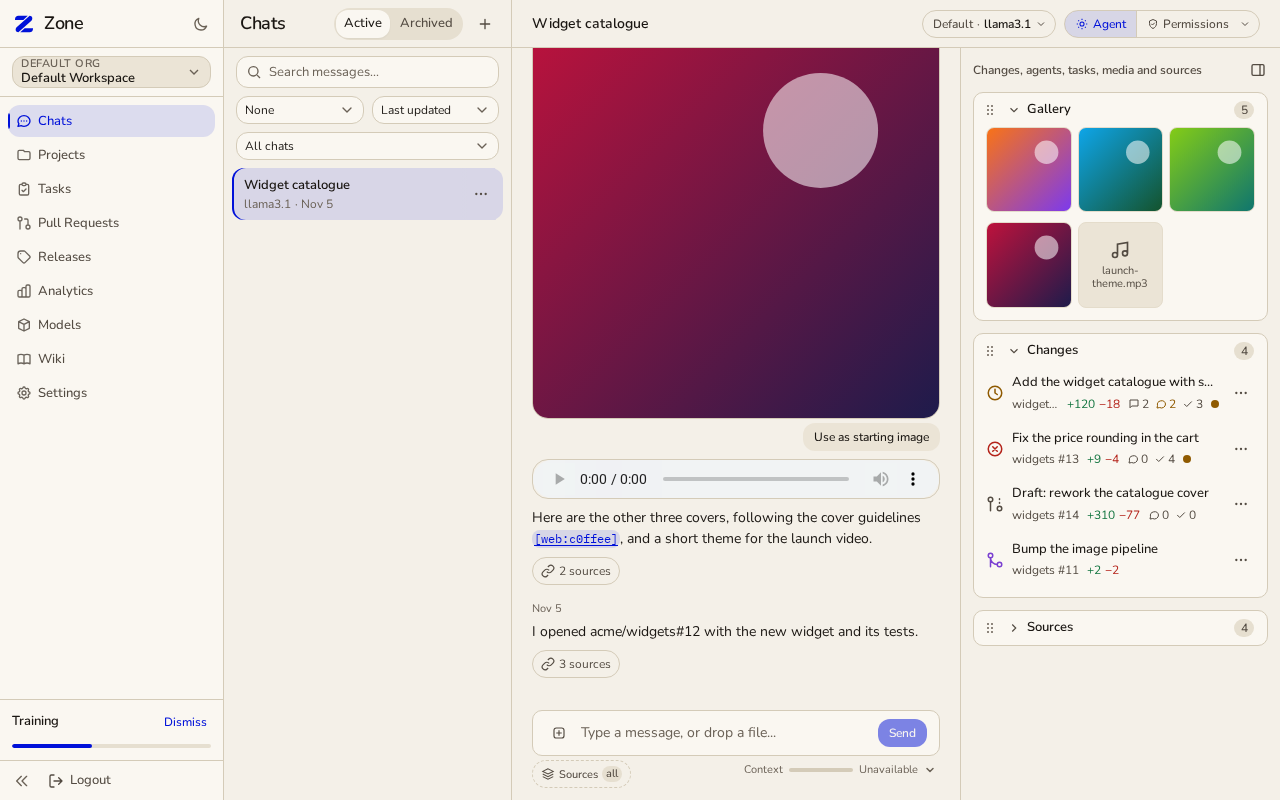 Zone
DEFAULT ORG
Default Workspace
Chats
Projects
Tasks
Pull Requests
Releases
Analytics
Models
Wiki
Settings
Training
Dismiss
Logout
Chats
Active
Archived
Search messages...
None
Last updated
All chats
Widget catalogue
llama3.1 · Nov 5
Widget catalogue
Default · llama3.1
Agent
Permissions
Use as starting image
0:00 / 0:00
Here are the other three covers, following the cover guidelines
[web:c0ffee], and a short theme for the launch video.
2 sources
Nov 5
I opened acme/widgets#12 with the new widget and its tests.
3 sources
Type a message, or drop a file...
Send
Sources all
Context
Unavailable
Changes, agents, tasks, media and sources
Gallery
5
launch-
theme.mp3
Changes
4
Add the widget catalogue with s...
widget... +120 −18 2 2 3
Fix the price rounding in the cart
widgets #13 +9 −4 0 4
Draft: rework the catalogue cover
widgets #14 +310 −77 0 0
Bump the image pipeline
widgets #11 +2 −2
Sources
4